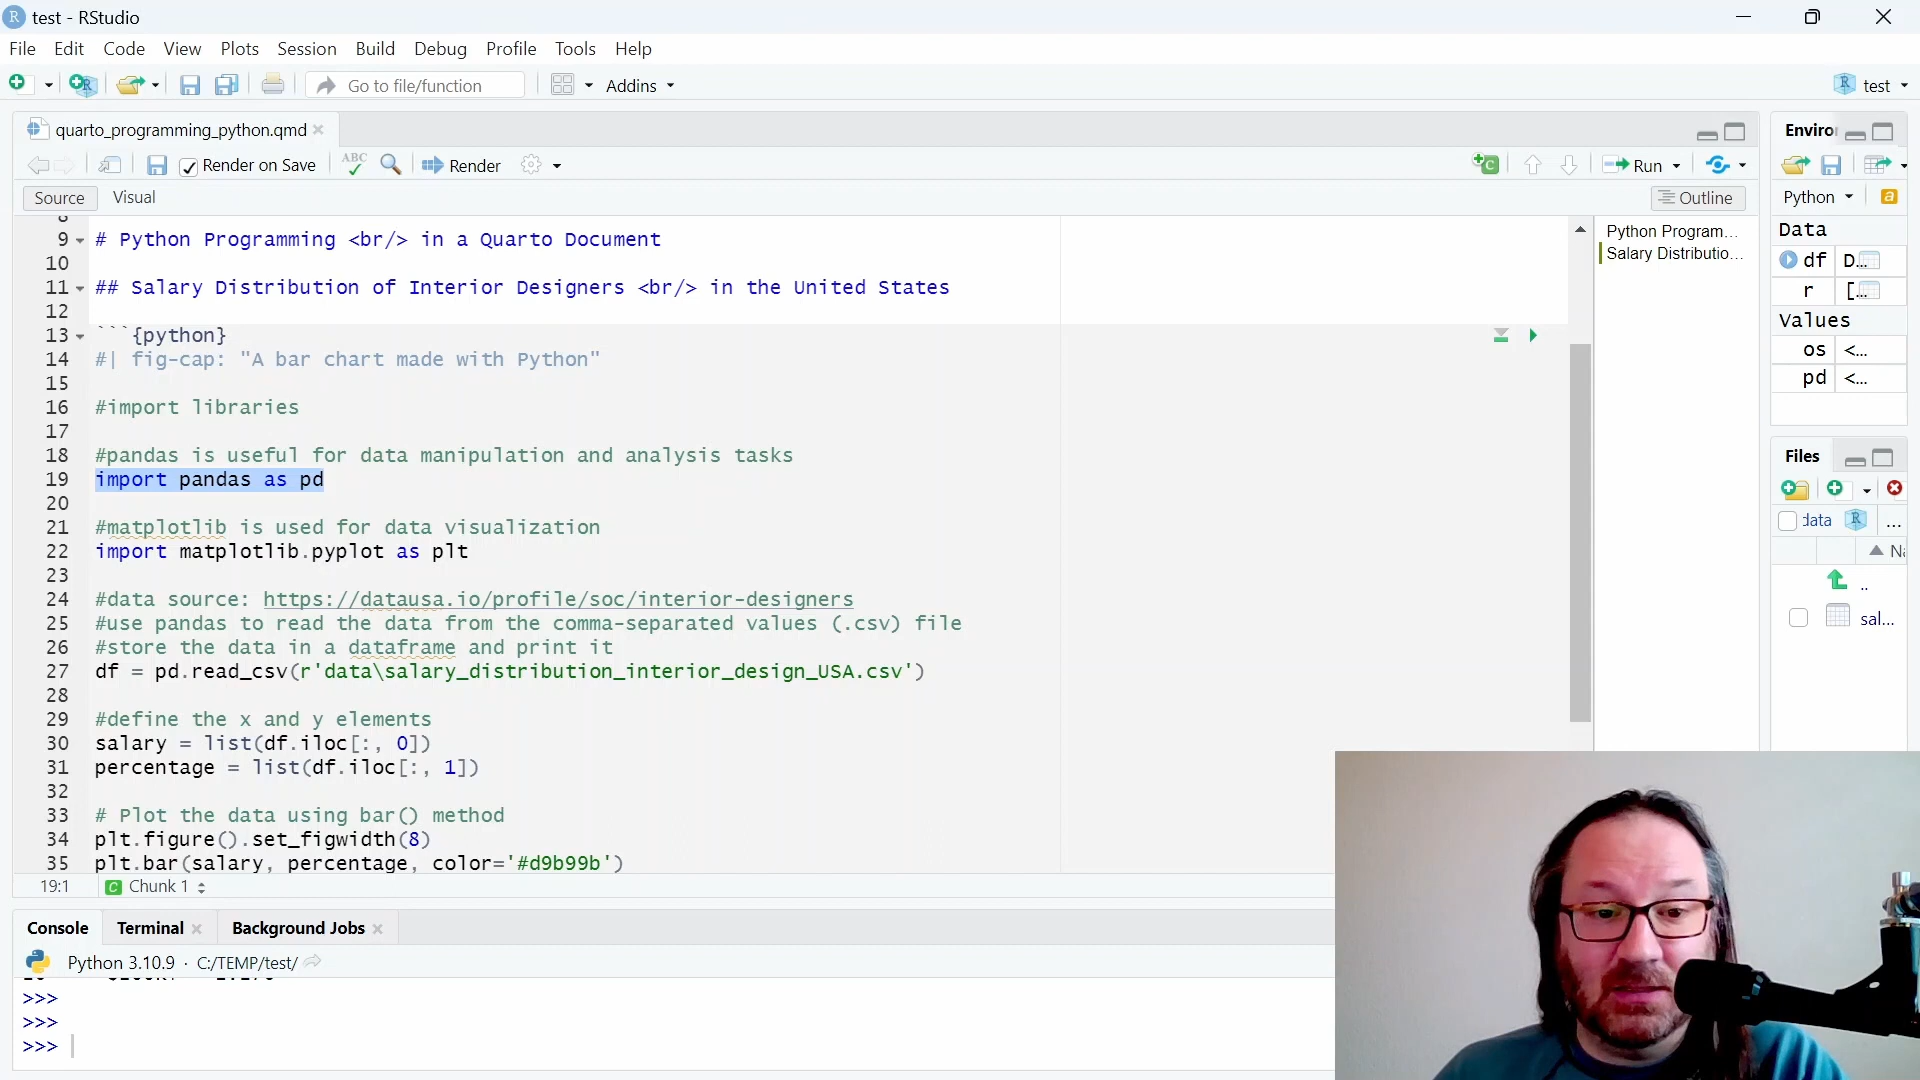 test - RStudio
File Edit Code View Plots Session Build Debug Profile Tools Help
Go to file/function
Addins
test
quarto_programming_python.qmd
Render on Save
ABC
Render
Run
Source
Visual
Outline
9 # Python Programming <br/> in a Quarto Document
10
11 ## Salary Distribution of Interior Designers <br/> in the United States
12
13 ```{python}
14 #| fig-cap: "A bar chart made with Python"
15
16 #import libraries
17
18 #pandas is useful for data manipulation and analysis tasks
19 import pandas as pd
20
21 #matplotlib is used for data visualization
22 import matplotlib.pyplot as plt
23
24 #data source: https://datausa.io/profile/soc/interior-designers
25 #use pandas to read the data from the comma-separated values (.csv) file
26 #store the data in a dataframe and print it
27 df = pd.read_csv(r'data\salary_distribution_interior_design_USA.csv')
28
29 #define the x and y elements
30 salary = list(df.iloc[:, 0])
31 percentage = list(df.iloc[:, 1])
32
33 # Plot the data using bar() method
34 plt.figure().set_figwidth(8)
35 plt.bar(salary, percentage, color='#d9b99b')
19:1 Chunk 1
Python Program...
Salary Distributio...
Enviro
Python
Data
df D...
r [...
Values
os <...
pd <...
Files
data
...
Na
..
sal...
Console
Terminal
Background Jobs
Python 3.10.9 · C:/TEMP/test/
>>>
>>>
>>>